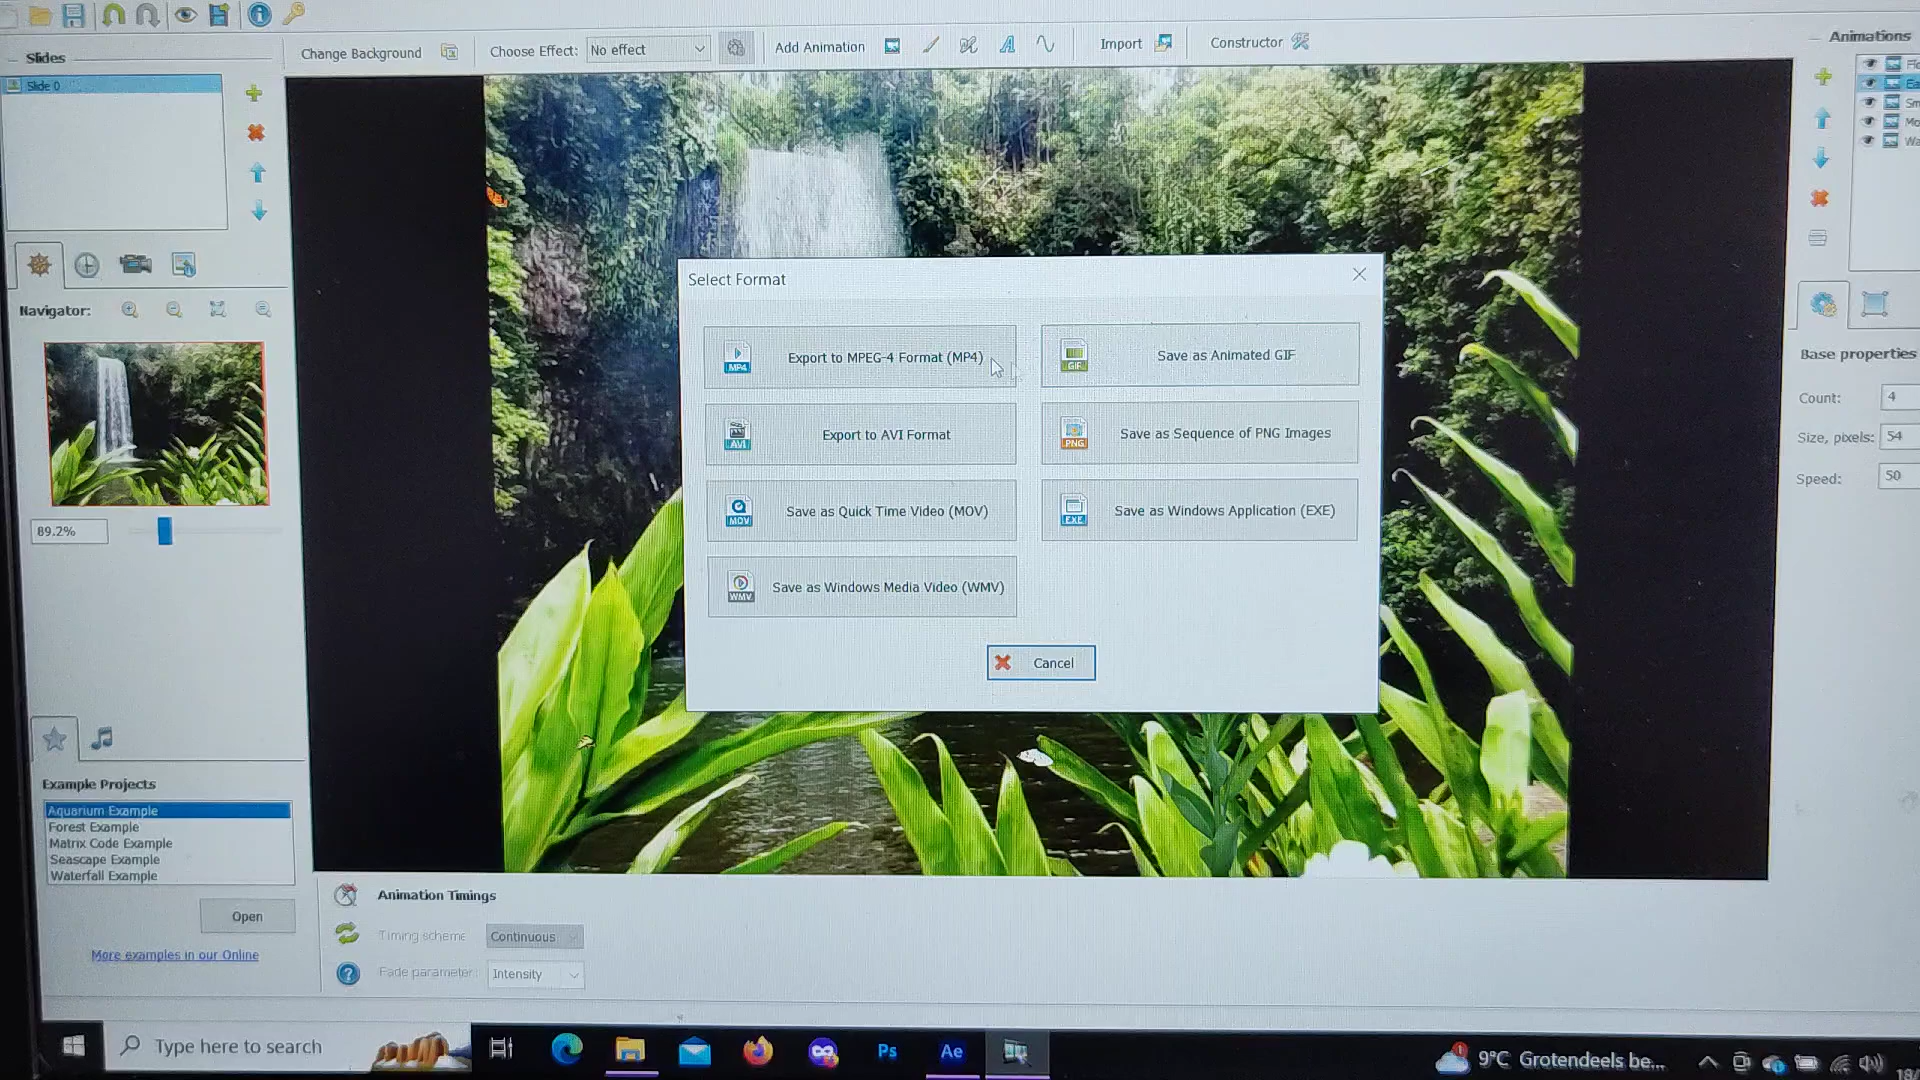 Slides
Change Background
Choose Effect:
No effect
Add Animation
Import
Constructor
Animations
Slide 0
Navigator:
89.2%
Select Format
Export to MPEG-4 Format (MP4)
MP4
Save as Animated GIF
GIF
Export to AVI Format
AVI
Save as Sequence of PNG Images
PNG
Save as Quick Time Video (MOV)
MOV
Save as Windows Application (EXE)
EXE
Save as Windows Media Video (WMV)
WMV
Cancel
Base properties
Count:
4
Size, pixels:
54
Speed:
50
Example Projects
Aquarium Example
Forest Example
Matrix Code Example
Seascape Example
Waterfall Example
Open
More examples in our Online
Animation Timings
Timing scheme
Continuous
Fade parameter:
Intensity
Type here to search
Ps
Ae
1
9°C Grotendeels be...